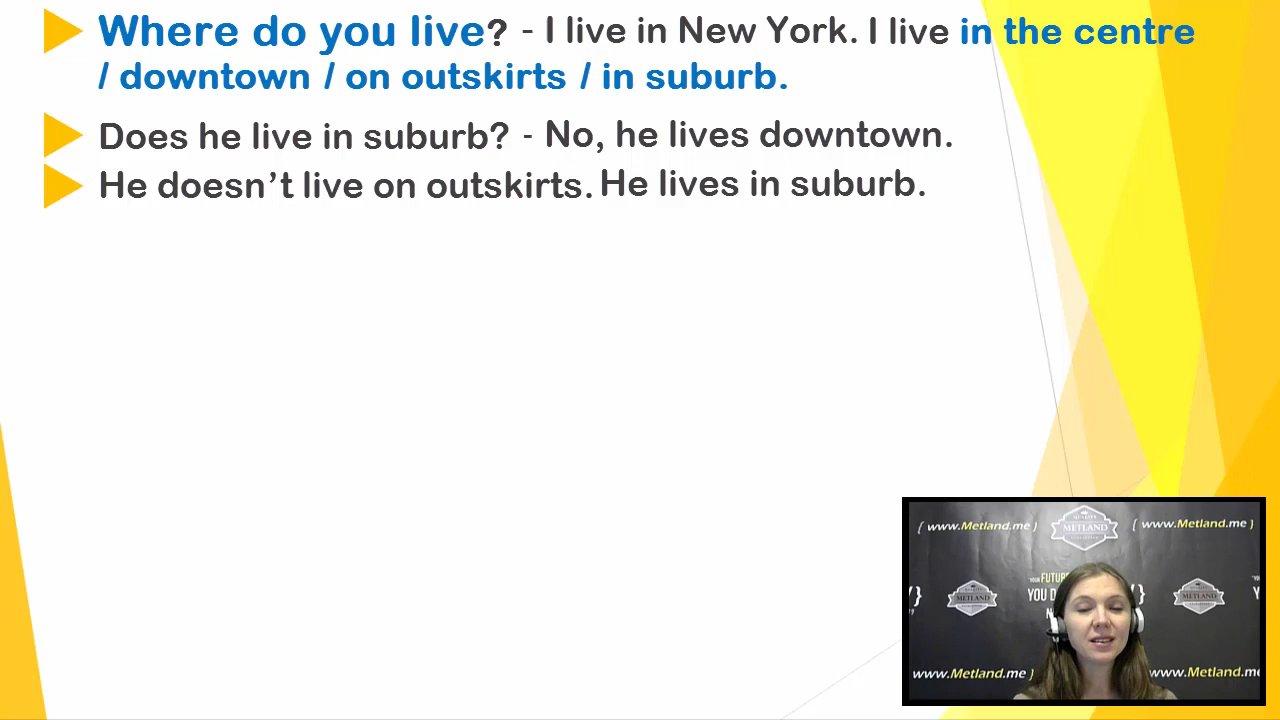 Where do you live? - I live in New York. I live in the centre
/ downtown / on outskirts / in suburb.
Does he live in suburb? - No, he lives downtown.
He doesn't live on outskirts. He lives in suburb.
{ www.Metland.me }
METLAND
{ www.Metland.me }
FUTURE
YOU
METLAND
METLAND
www.Metland.me }
www.Metland.me